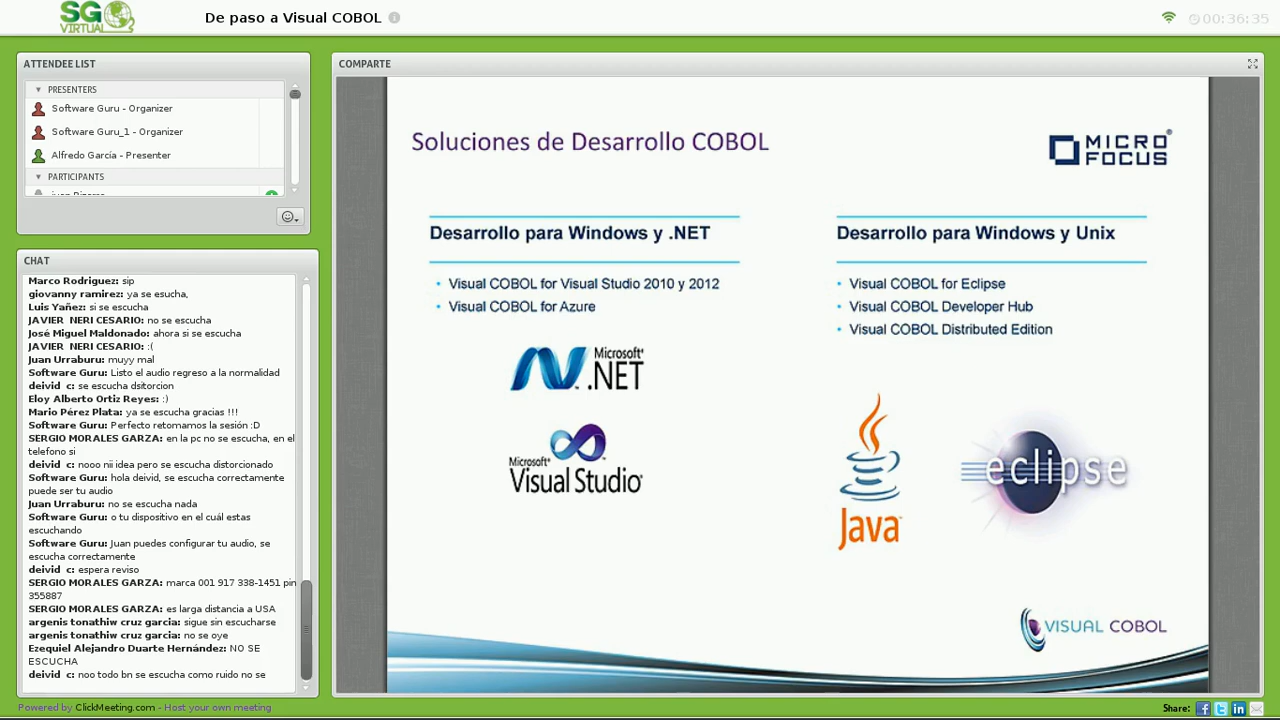 SG
VIRTUAL
De paso a Visual COBOL
00:36:35
ATTENDEE LIST
PRESENTERS
Software Guru - Organizer
Software Guru_1 - Organizer
Alfredo García - Presenter
PARTICIPANTS
CHAT
Marco Rodriguez: sip
giovanny ramirez: ya se esucha,
Luis Yañez: si se escucha
JAVIER NERI CESARIO: no se escucha
José Miguel Maldonado: ahora si se escucha
JAVIER NERI CESARIO: :(
Juan Urraburu: muyy mal
Software Guru: Listo el audio regreso a la normalidad
deivid c: se escucha dsitorcion
Eloy Alberto Ortiz Reyes: :)
Mario Pérez Plata: ya se escucha gracias !!!
Software Guru: Perfecto retomamos la sesión :D
SERGIO MORALES GARZA: en la pc no se escucha, en el
telefono si
deivid c: nooo nii idea pero se escucha distorcionado
Software Guru: hola deivid, se escucha correctamente
puede ser tu audio
Juan Urraburu: no se escucha nada
Software Guru: o tu dispositivo en el cuál estas
escuchando
Software Guru: Juan puedes configurar tu audio, se
escucha correctamente
deivid c: espera reviso
SERGIO MORALES GARZA: marca 001 917 338-1451 pin
355887
SERGIO MORALES GARZA: es larga distancia a USA
argenis tonathiw cruz garcia: sigue sin escucharse
argenis tonathiw cruz garcia: no se oye
Ezequiel Alejandro Duarte Hernández: NO SE
ESCUCHA
deivid c: noo todo bn se escucha como ruido no se
COMPARTE
Soluciones de Desarrollo COBOL
MICRO
FOCUS®
Desarrollo para Windows y .NET
• Visual COBOL for Visual Studio 2010 y 2012
• Visual COBOL for Azure
Microsoft®
.NET
Microsoft®
Visual Studio®
Desarrollo para Windows y Unix
• Visual COBOL for Eclipse
• Visual COBOL Developer Hub
• Visual COBOL Distributed Edition
Java™
eclipse
VISUAL COBOL
Powered by ClickMeeting.com - Host your own meeting
Share: